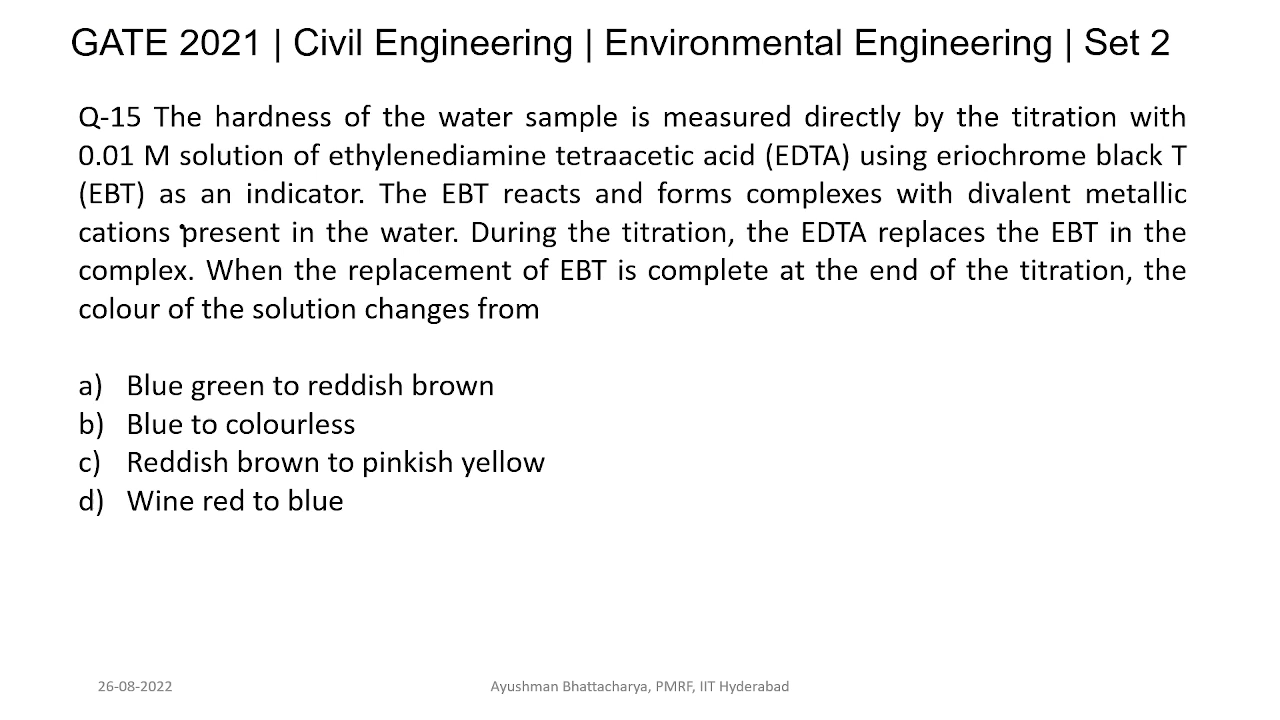 GATE 2021 | Civil Engineering | Environmental Engineering | Set 2
Q-15 The hardness of the water sample is measured directly by the titration with
0.01 M solution of ethylenediamine tetraacetic acid (EDTA) using eriochrome black T
(EBT) as an indicator. The EBT reacts and forms complexes with divalent metallic
cations present in the water. During the titration, the EDTA replaces the EBT in the
complex. When the replacement of EBT is complete at the end of the titration, the
colour of the solution changes from
a) Blue green to reddish brown
b) Blue to colourless
c) Reddish brown to pinkish yellow
d) Wine red to blue
26-08-2022
Ayushman Bhattacharya, PMRF, IIT Hyderabad